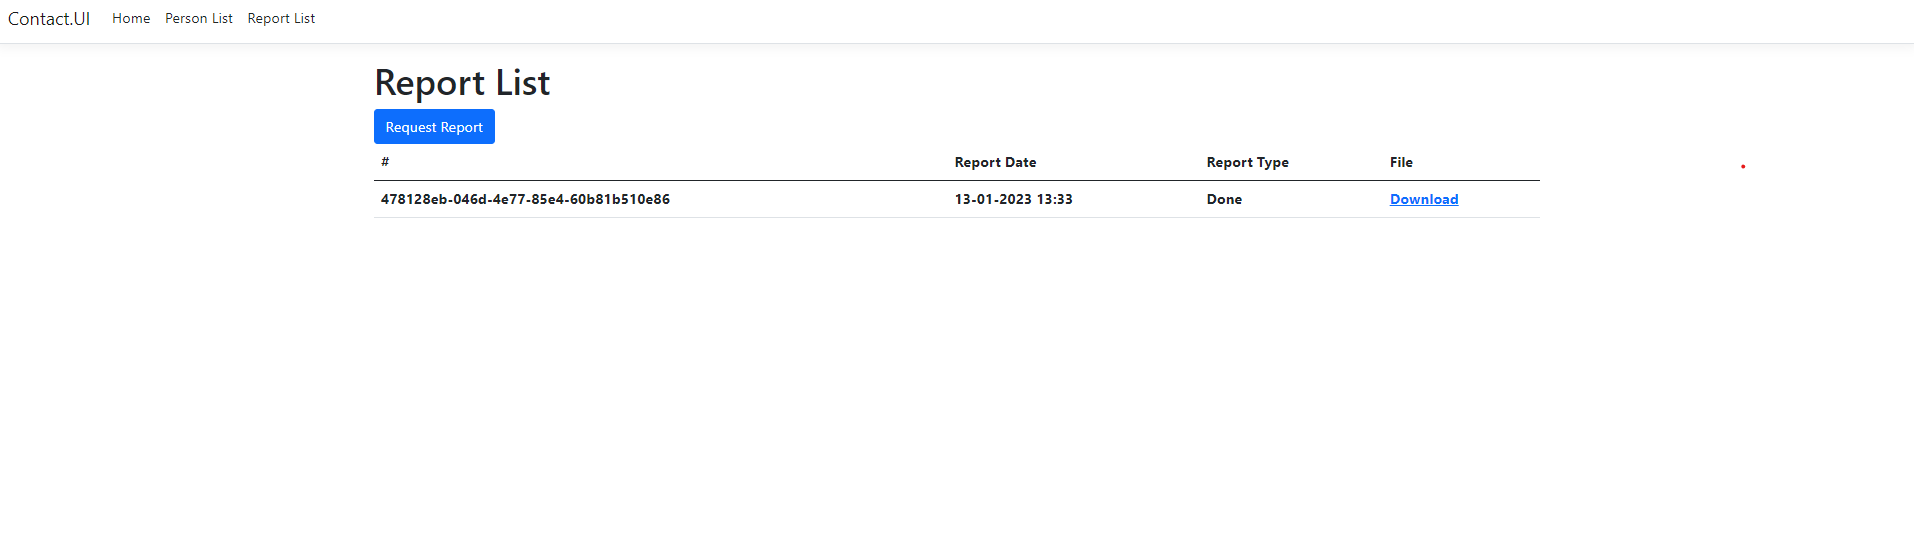 Contact.UI Home Person List Report List
Report List
Request Report
# Report Date Report Type File
478128eb-046d-4e77-85e4-60b81b510e86 13-01-2023 13:33 Done Download